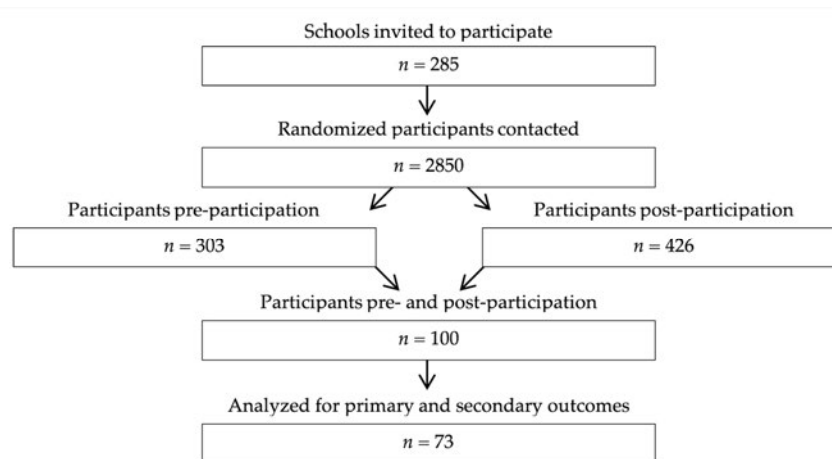 Schools invited to participate
n = 285
Randomized participants contacted
n = 2850
Participants pre-participation
Participants post-participation
n = 303
n = 426
Participants pre- and post-participation
n = 100
Analyzed for primary and secondary outcomes
n = 73